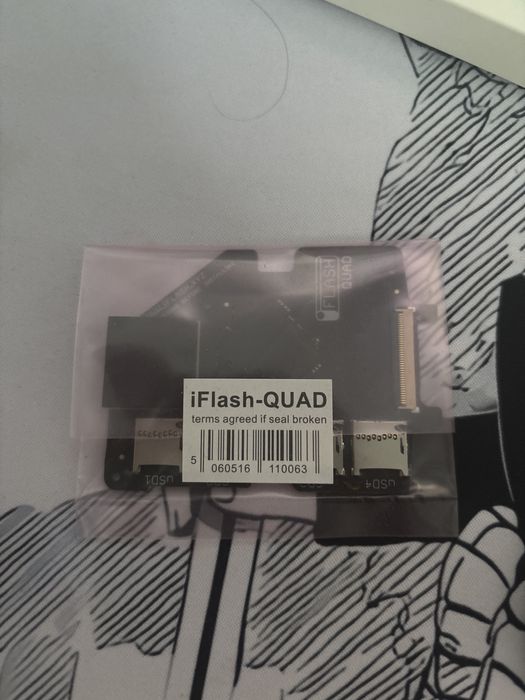 iFLASH
QUAD
iFlash-QUAD
terms agreed if seal broken
5 060516 110063
uSD1
uSD4